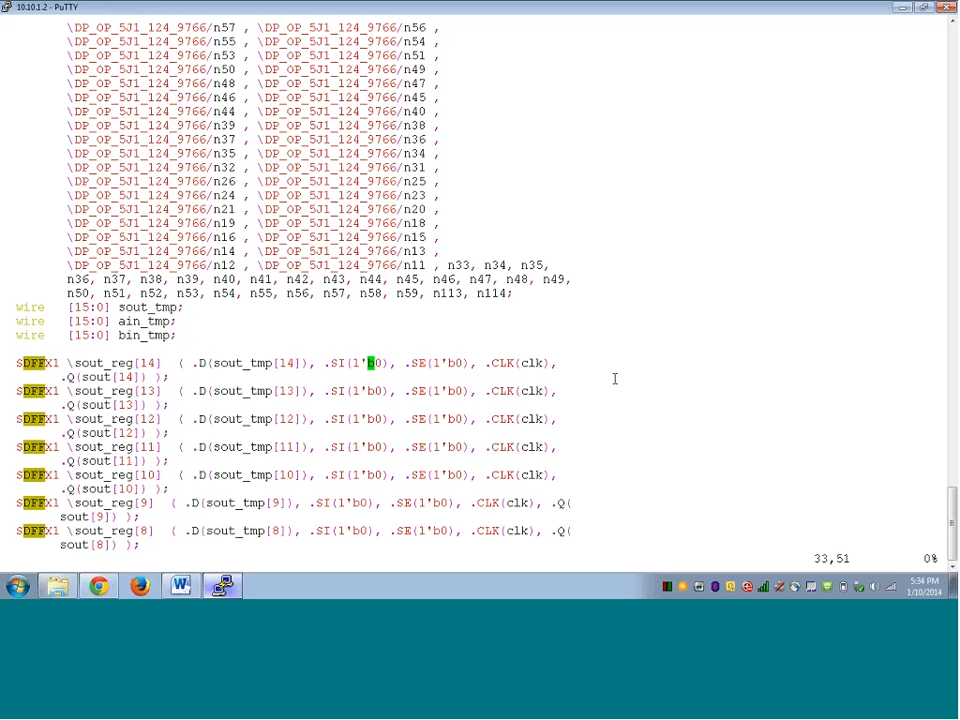 10.10.1.2 - PuTTY
\DP_OP_5J1_124_9766/n57 , \DP_OP_5J1_124_9766/n56 ,
\DP_OP_5J1_124_9766/n55 , \DP_OP_5J1_124_9766/n54 ,
\DP_OP_5J1_124_9766/n53 , \DP_OP_5J1_124_9766/n51 ,
\DP_OP_5J1_124_9766/n50 , \DP_OP_5J1_124_9766/n49 ,
\DP_OP_5J1_124_9766/n48 , \DP_OP_5J1_124_9766/n47 ,
\DP_OP_5J1_124_9766/n46 , \DP_OP_5J1_124_9766/n45 ,
\DP_OP_5J1_124_9766/n44 , \DP_OP_5J1_124_9766/n40 ,
\DP_OP_5J1_124_9766/n39 , \DP_OP_5J1_124_9766/n38 ,
\DP_OP_5J1_124_9766/n37 , \DP_OP_5J1_124_9766/n36 ,
\DP_OP_5J1_124_9766/n35 , \DP_OP_5J1_124_9766/n34 ,
\DP_OP_5J1_124_9766/n32 , \DP_OP_5J1_124_9766/n31 ,
\DP_OP_5J1_124_9766/n26 , \DP_OP_5J1_124_9766/n25 ,
\DP_OP_5J1_124_9766/n24 , \DP_OP_5J1_124_9766/n23 ,
\DP_OP_5J1_124_9766/n21 , \DP_OP_5J1_124_9766/n20 ,
\DP_OP_5J1_124_9766/n19 , \DP_OP_5J1_124_9766/n18 ,
\DP_OP_5J1_124_9766/n16 , \DP_OP_5J1_124_9766/n15 ,
\DP_OP_5J1_124_9766/n14 , \DP_OP_5J1_124_9766/n13 ,
\DP_OP_5J1_124_9766/n12 , \DP_OP_5J1_124_9766/n11 , n33, n34, n35,
n36, n37, n38, n39, n40, n41, n42, n43, n44, n45, n46, n47, n48, n49,
n50, n51, n52, n53, n54, n55, n56, n57, n58, n59, n113, n114;
wire [15:0] sout_tmp;
wire [15:0] ain_tmp;
wire [15:0] bin_tmp;
SDFFX1 \sout_reg[14] ( .D(sout_tmp[14]), .SI(1'b0), .SE(1'b0), .CLK(clk),
.Q(sout[14]) );
SDFFX1 \sout_reg[13] ( .D(sout_tmp[13]), .SI(1'b0), .SE(1'b0), .CLK(clk),
.Q(sout[13]) );
SDFFX1 \sout_reg[12] ( .D(sout_tmp[12]), .SI(1'b0), .SE(1'b0), .CLK(clk),
.Q(sout[12]) );
SDFFX1 \sout_reg[11] ( .D(sout_tmp[11]), .SI(1'b0), .SE(1'b0), .CLK(clk),
.Q(sout[11]) );
SDFFX1 \sout_reg[10] ( .D(sout_tmp[10]), .SI(1'b0), .SE(1'b0), .CLK(clk),
.Q(sout[10]) );
SDFFX1 \sout_reg[9] ( .D(sout_tmp[9]), .SI(1'b0), .SE(1'b0), .CLK(clk), .Q(
sout[9]) );
SDFFX1 \sout_reg[8] ( .D(sout_tmp[8]), .SI(1'b0), .SE(1'b0), .CLK(clk), .Q(
sout[8]) );
33,51 0%
5:34 PM
1/10/2014